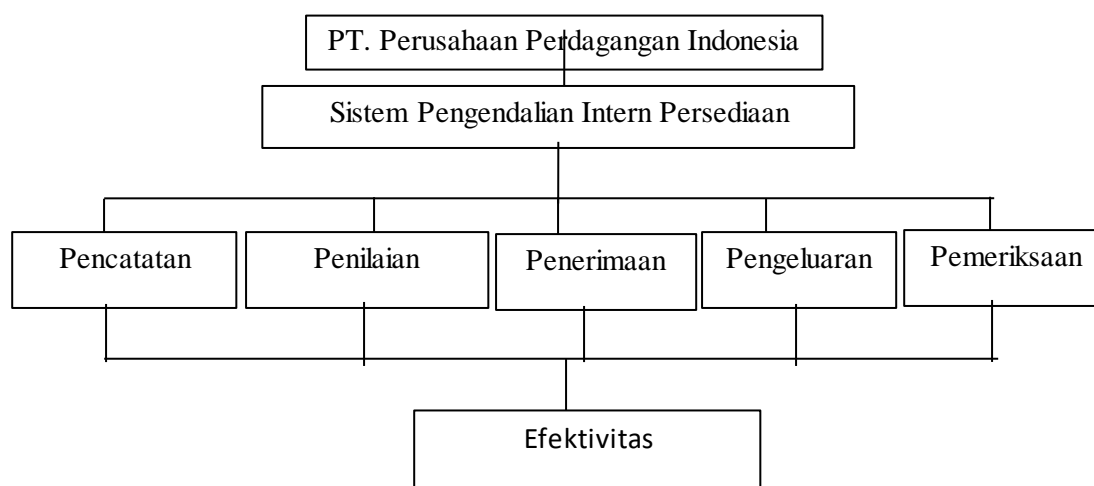 PT. Perusahaan Perdagangan Indonesia
Sistem Pengendalian Intern Persediaan
Pencatatan
Penilaian
Penerimaan
Pengeluaran
Pemeriksaan
Efektivitas